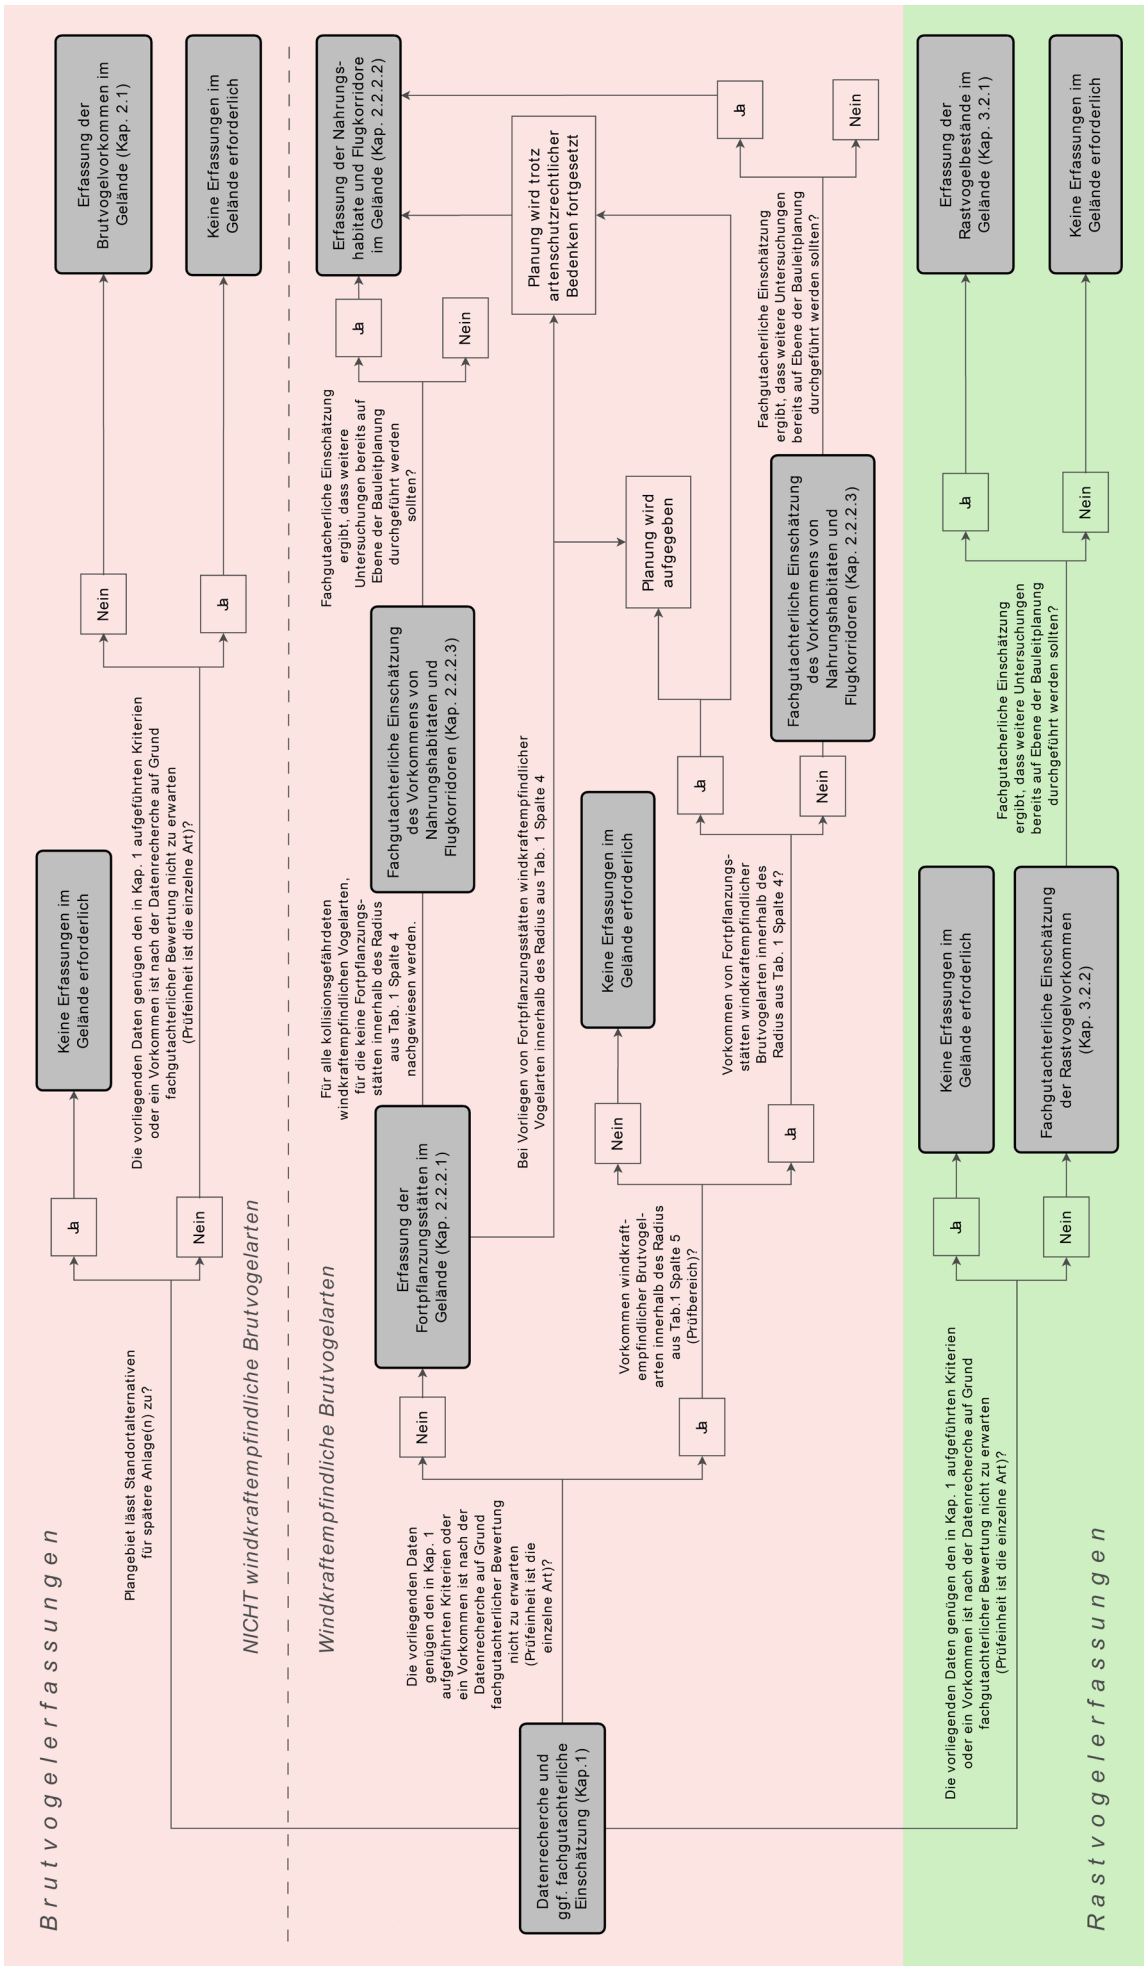 Brutvogelerfassungen
Plangebiet lässt Standortalternativen
für spätere Anlage(n) zu?
Ja
Keine Erfassungen im
Gelände erforderlich
Nein
Die vorliegenden Daten genügen den in Kap. 1 aufgeführten Kriterien
oder ein Vorkommen ist nach der Datenrecherche auf Grund
fachgutachterlicher Bewertung nicht zu erwarten
(Prüfeinheit ist die einzelne Art)?
Nein
Erfassung der
Brutvogelvorkommen im
Gelände (Kap. 2.1)
Ja
Keine Erfassungen im
Gelände erforderlich
NICHT windkraftempfindliche Brutvogelarten
Windkraftempfindliche Brutvogelarten
Datenrecherche und
ggf. fachgutachterliche
Einschätzung (Kap.1)
Die vorliegenden Daten
genügen den in Kap. 1
aufgeführten Kriterien oder
ein Vorkommen ist nach der
Datenrecherche auf Grund
fachgutachterlicher Bewertung
nicht zu erwarten
(Prüfeinheit ist die
einzelne Art)?
Nein
Erfassung der
Fortpflanzungsstätten im
Gelände (Kap. 2.2.2.1)
Für alle kollisionsgefährdeten
windkraftempfindlichen Vogelarten,
für die keine Fortpflanzungs-
stätten innerhalb des Radius
aus Tab. 1 Spalte 4
nachgewiesen werden.
Fachgutachterliche Einschätzung
des Vorkommens von
Nahrungshabitaten und
Flugkorridoren (Kap. 2.2.2.3)
Fachgutacherliche Einschätzung
ergibt, dass weitere
Untersuchungen bereits auf
Ebene der Bauleitplanung
durchgeführt werden
sollten?
Ja
Nein
Erfassung der Nahrungs-
habitate und Flugkorridore
im Gelände (Kap. 2.2.2.2)
Bei Vorliegen von Fortpflanzungsstätten windkraftempfindlicher
Vogelarten innerhalb des Radius aus Tab. 1 Spalte 4
Planung wird trotz
artenschutzrechtlicher
Bedenken fortgesetzt
Planung wird
aufgegeben
Ja
Vorkommen windkraft-
empfindlicher Brutvogel-
arten innerhalb des Radius
aus Tab.1 Spalte 5
(Prüfbereich)?
Nein
Keine Erfassungen im
Gelände erforderlich
Ja
Vorkommen von Fortpflanzungs-
stätten windkraftempfindlicher
Brutvogelarten innerhalb des
Radius aus Tab. 1 Spalte 4?
Ja
Nein
Fachgutachterliche Einschätzung
des Vorkommens von
Nahrungshabitaten und
Flugkorridoren (Kap. 2.2.2.3)
Fachgutacherliche Einschätzung
ergibt, dass weitere Untersuchungen
bereits auf Ebene der Bauleitplanung
durchgeführt werden sollten?
Ja
Nein
Die vorliegenden Daten genügen den in Kap. 1 aufgeführten Kriterien
oder ein Vorkommen ist nach der Datenrecherche auf Grund
fachgutachterlicher Bewertung nicht zu erwarten
(Prüfeinheit ist die einzelne Art)?
Ja
Keine Erfassungen im
Gelände erforderlich
Nein
Fachgutachterliche Einschätzung
der Rastvogelvorkommen
(Kap. 3.2.2)
Fachgutacherliche Einschätzung
ergibt, dass weitere Untersuchungen
bereits auf Ebene der Bauleitplanung
durchgeführt werden sollten?
Ja
Erfassung der
Rastvogelbestände im
Gelände (Kap. 3.2.1)
Nein
Keine Erfassungen im
Gelände erforderlich
Rastvogelerfassungen